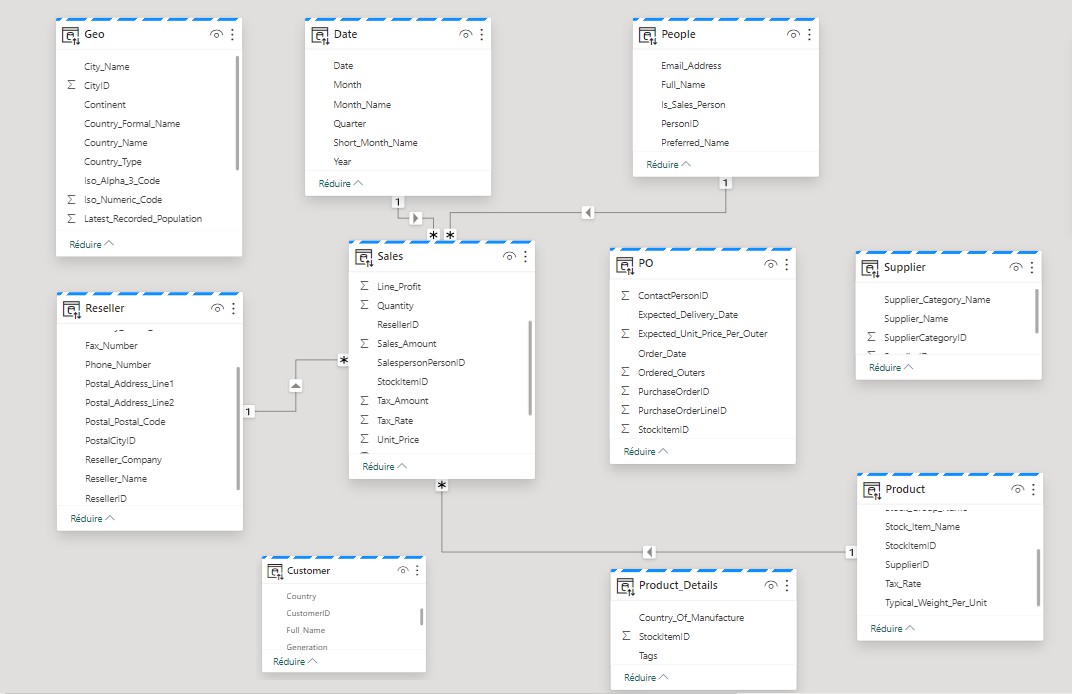 Geo
City_Name
Σ CityID
Continent
Country_Formal_Name
Country_Name
Country_Type
Iso_Alpha_3_Code
Σ Iso_Numeric_Code
Σ Latest_Recorded_Population
Réduire
Date
Date
Month
Month_Name
Quarter
Short_Month_Name
Year
Réduire
1
*
People
Email_Address
Full_Name
Is_Sales_Person
PersonID
Preferred_Name
Réduire
1
*
Reseller
Fax_Number
Phone_Number
Postal_Address_Line1
Postal_Address_Line2
Postal_Postal_Code
PostalCityID
Reseller_Company
Reseller_Name
ResellerID
Réduire
1
*
Sales
Σ Line_Profit
Σ Quantity
ResellerID
Σ Sales_Amount
SalespersonPersonID
StockItemID
Σ Tax_Amount
Σ Tax_Rate
Σ Unit_Price
Réduire
*
PO
Σ ContactPersonID
Expected_Delivery_Date
Σ Expected_Unit_Price_Per_Outer
Order_Date
Σ Ordered_Outers
Σ PurchaseOrderID
Σ PurchaseOrderLineID
Σ StockItemID
Réduire
Supplier
Supplier_Category_Name
Supplier_Name
Σ SupplierCategoryID
Réduire
Product
Stock_Item_Name
StockItemID
SupplierID
Tax_Rate
Typical_Weight_Per_Unit
Réduire
1
Customer
Country
CustomerID
Full_Name
Generation
Réduire
Product_Details
Country_Of_Manufacture
Σ StockItemID
Tags
Réduire